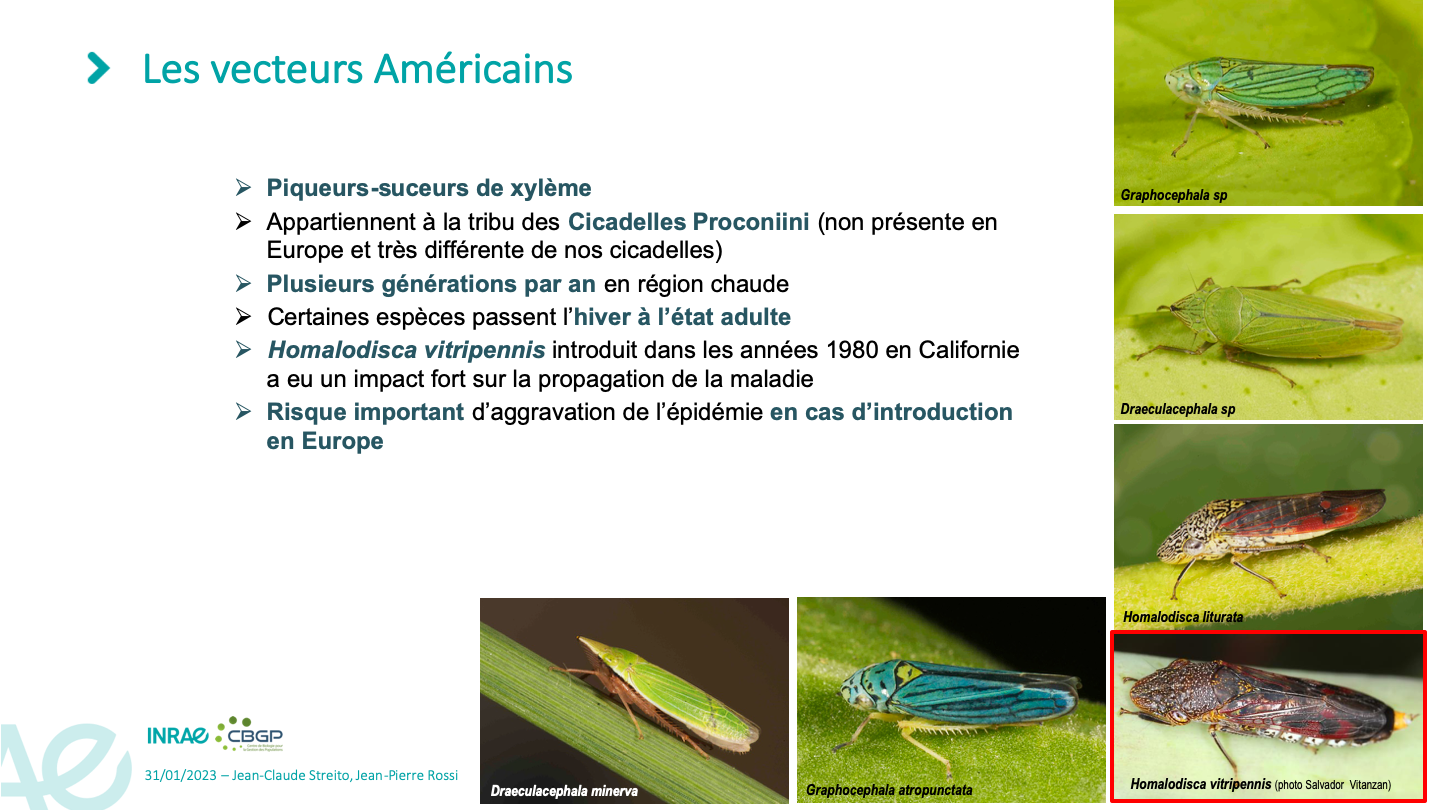 Les vecteurs Américains
Piqueurs-suceurs de xylème
Appartiennent à la tribu des Cicadelles Proconiini (non présente en
Europe et très différente de nos cicadelles)
Plusieurs générations par an en région chaude
Certaines espèces passent l’hiver à l’état adulte
Homalodisca vitripennis introduit dans les années 1980 en Californie
a eu un impact fort sur la propagation de la maladie
Risque important d’aggravation de l’épidémie en cas d’introduction
en Europe
Graphocephala sp
Draeculacephala sp
Homalodisca liturata
Homalodisca vitripennis (photo Salvador Vitanzan)
Draeculacephala minerva
Graphocephala atropunctata
INRAE
CBGP
Centre de Biologie pour
la Gestion des Populations
31/01/2023 – Jean-Claude Streito, Jean-Pierre Rossi